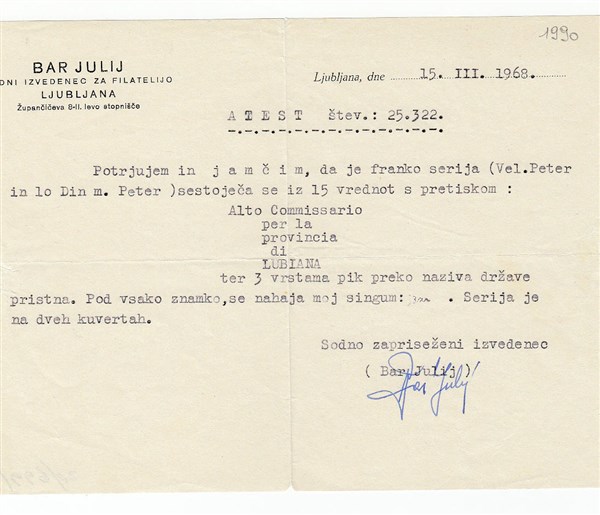 1990
BAR JULIJ
DNI IZVEDENEC ZA FILATELIJO
LJUBLJANA
Župančičeva 8-II. levo stopnišče
Ljubljana, dne 15. III. 1968.
A T E S T štev.: 25.322.
Potrjujem in j a m č i m, da je franko serija (Vel.Peter
in lo Din m. Peter )sestoječa se iz 15 vrednot s pretiskom :
Alto Commissario
per la
provincia
di
LUBIANA
ter 3 vrstama pik preko naziva države
pristna. Pod vsako znamko,se nahaja moj singum: . Serija je
na dveh kuvertah.
Sodno zapriseženi izvedenec
( Bar Julij )
Bar Julij